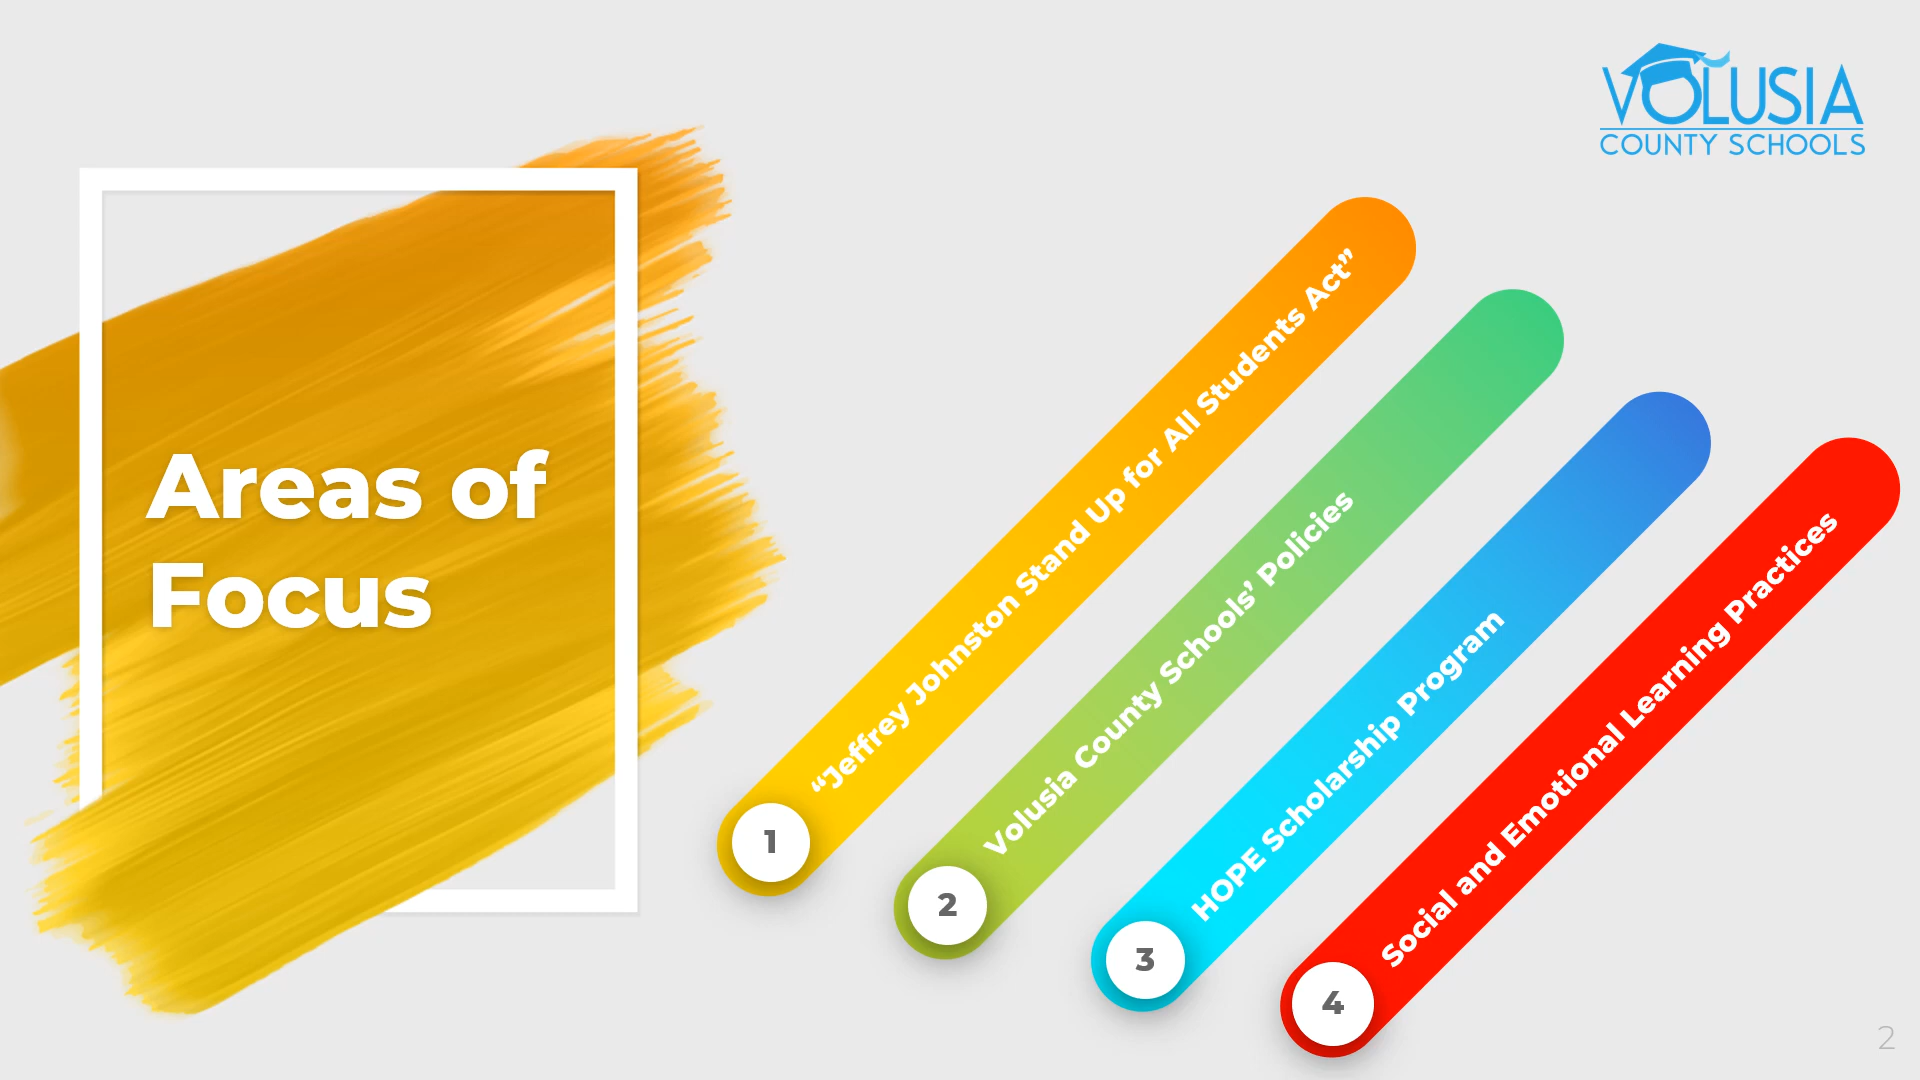 VOLUSIA
COUNTY SCHOOLS
Areas of
Focus
1
“Jeffrey Johnston Stand Up for All Students Act”
2
Volusia County Schools’ Policies
3
HOPE Scholarship Program
4
Social and Emotional Learning Practices
2